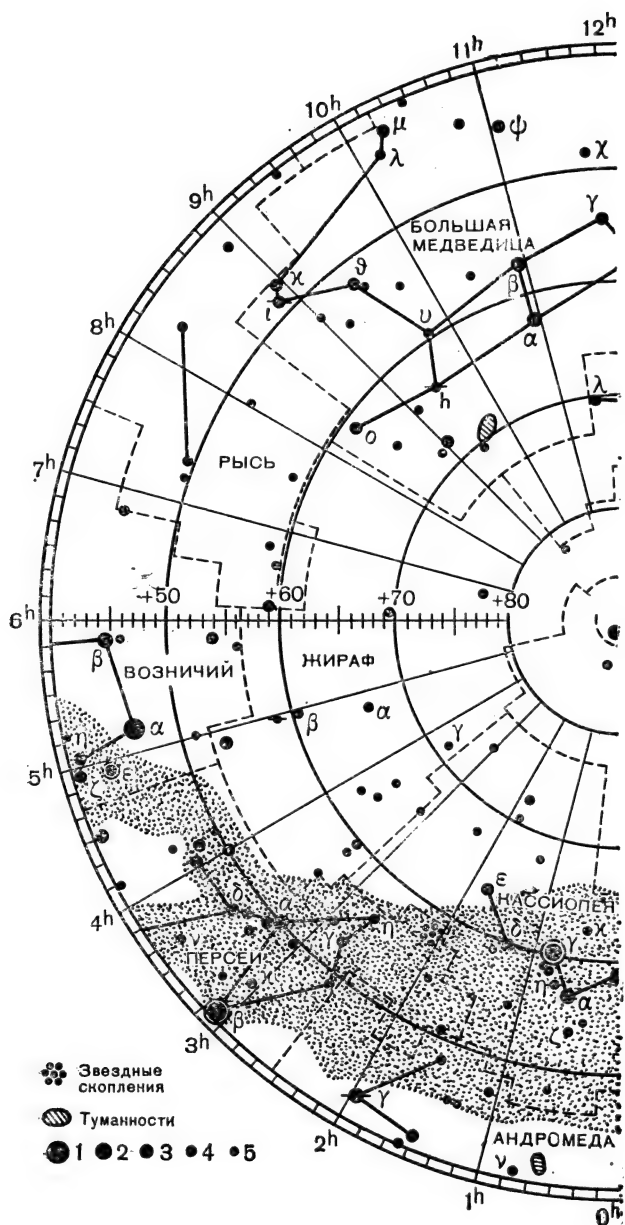 12h
11h
10h
μ
ψ
λ
χ
9h
γ
БОЛЬШАЯ
МЕДВЕДИЦА
ϰ
ϑ
β
ι
υ
α
8h
h
λ
ο
РЫСЬ
7h
+50
+60
+70
+80
6h
β
ВОЗНИЧИЙ
ЖИРАФ
α
β
α
η
γ
5h
ε
ζ
ε
КАССИОПЕЯ
4h
δ
α
η
δ
γ
ϰ
ν
γ
ПЕРСЕЙ
η
α
ϰ
β
3h
ζ
Звездные
скопления
γ
Туманности
2h
1 2 3 4 5
АНДРОМЕДА
ν
1h
0h